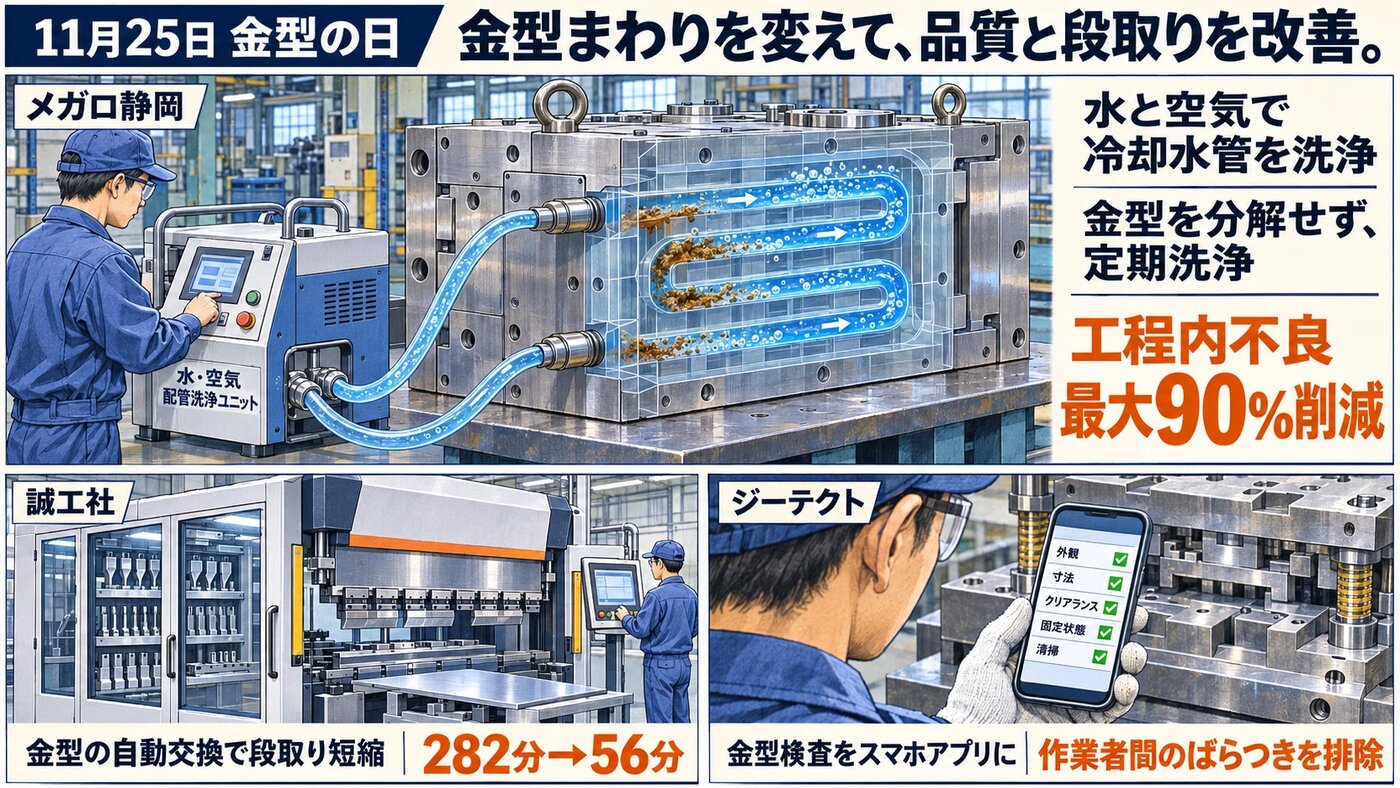 11月25日 金型の日
金型まわりを変えて、品質と段取りを改善。
メガロ静岡
水・空気
配管洗浄ユニット
水と空気で
冷却水管を洗浄
金型を分解せず、
定期洗浄
工程内不良
最大90%削減
誠工社
金型の自動交換で段取り短縮
282分→56分
ジーテクト
外観
寸法
クリアランス
固定状態
清掃
金型検査をスマホアプリに
作業者間のばらつきを排除